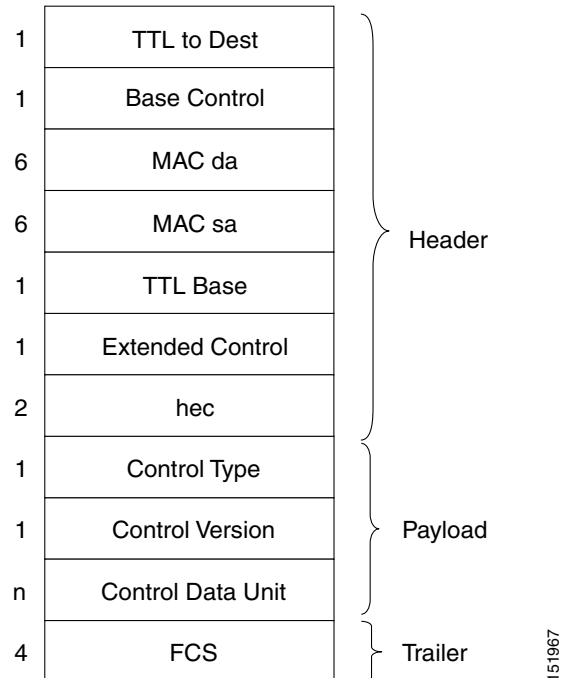 1 TTL to Dest
1 Base Control
6 MAC da
6 MAC sa
Header
1 TTL Base
1 Extended Control
2 hec
1 Control Type
1 Control Version
Payload
n Control Data Unit
4 FCS
Trailer
151967